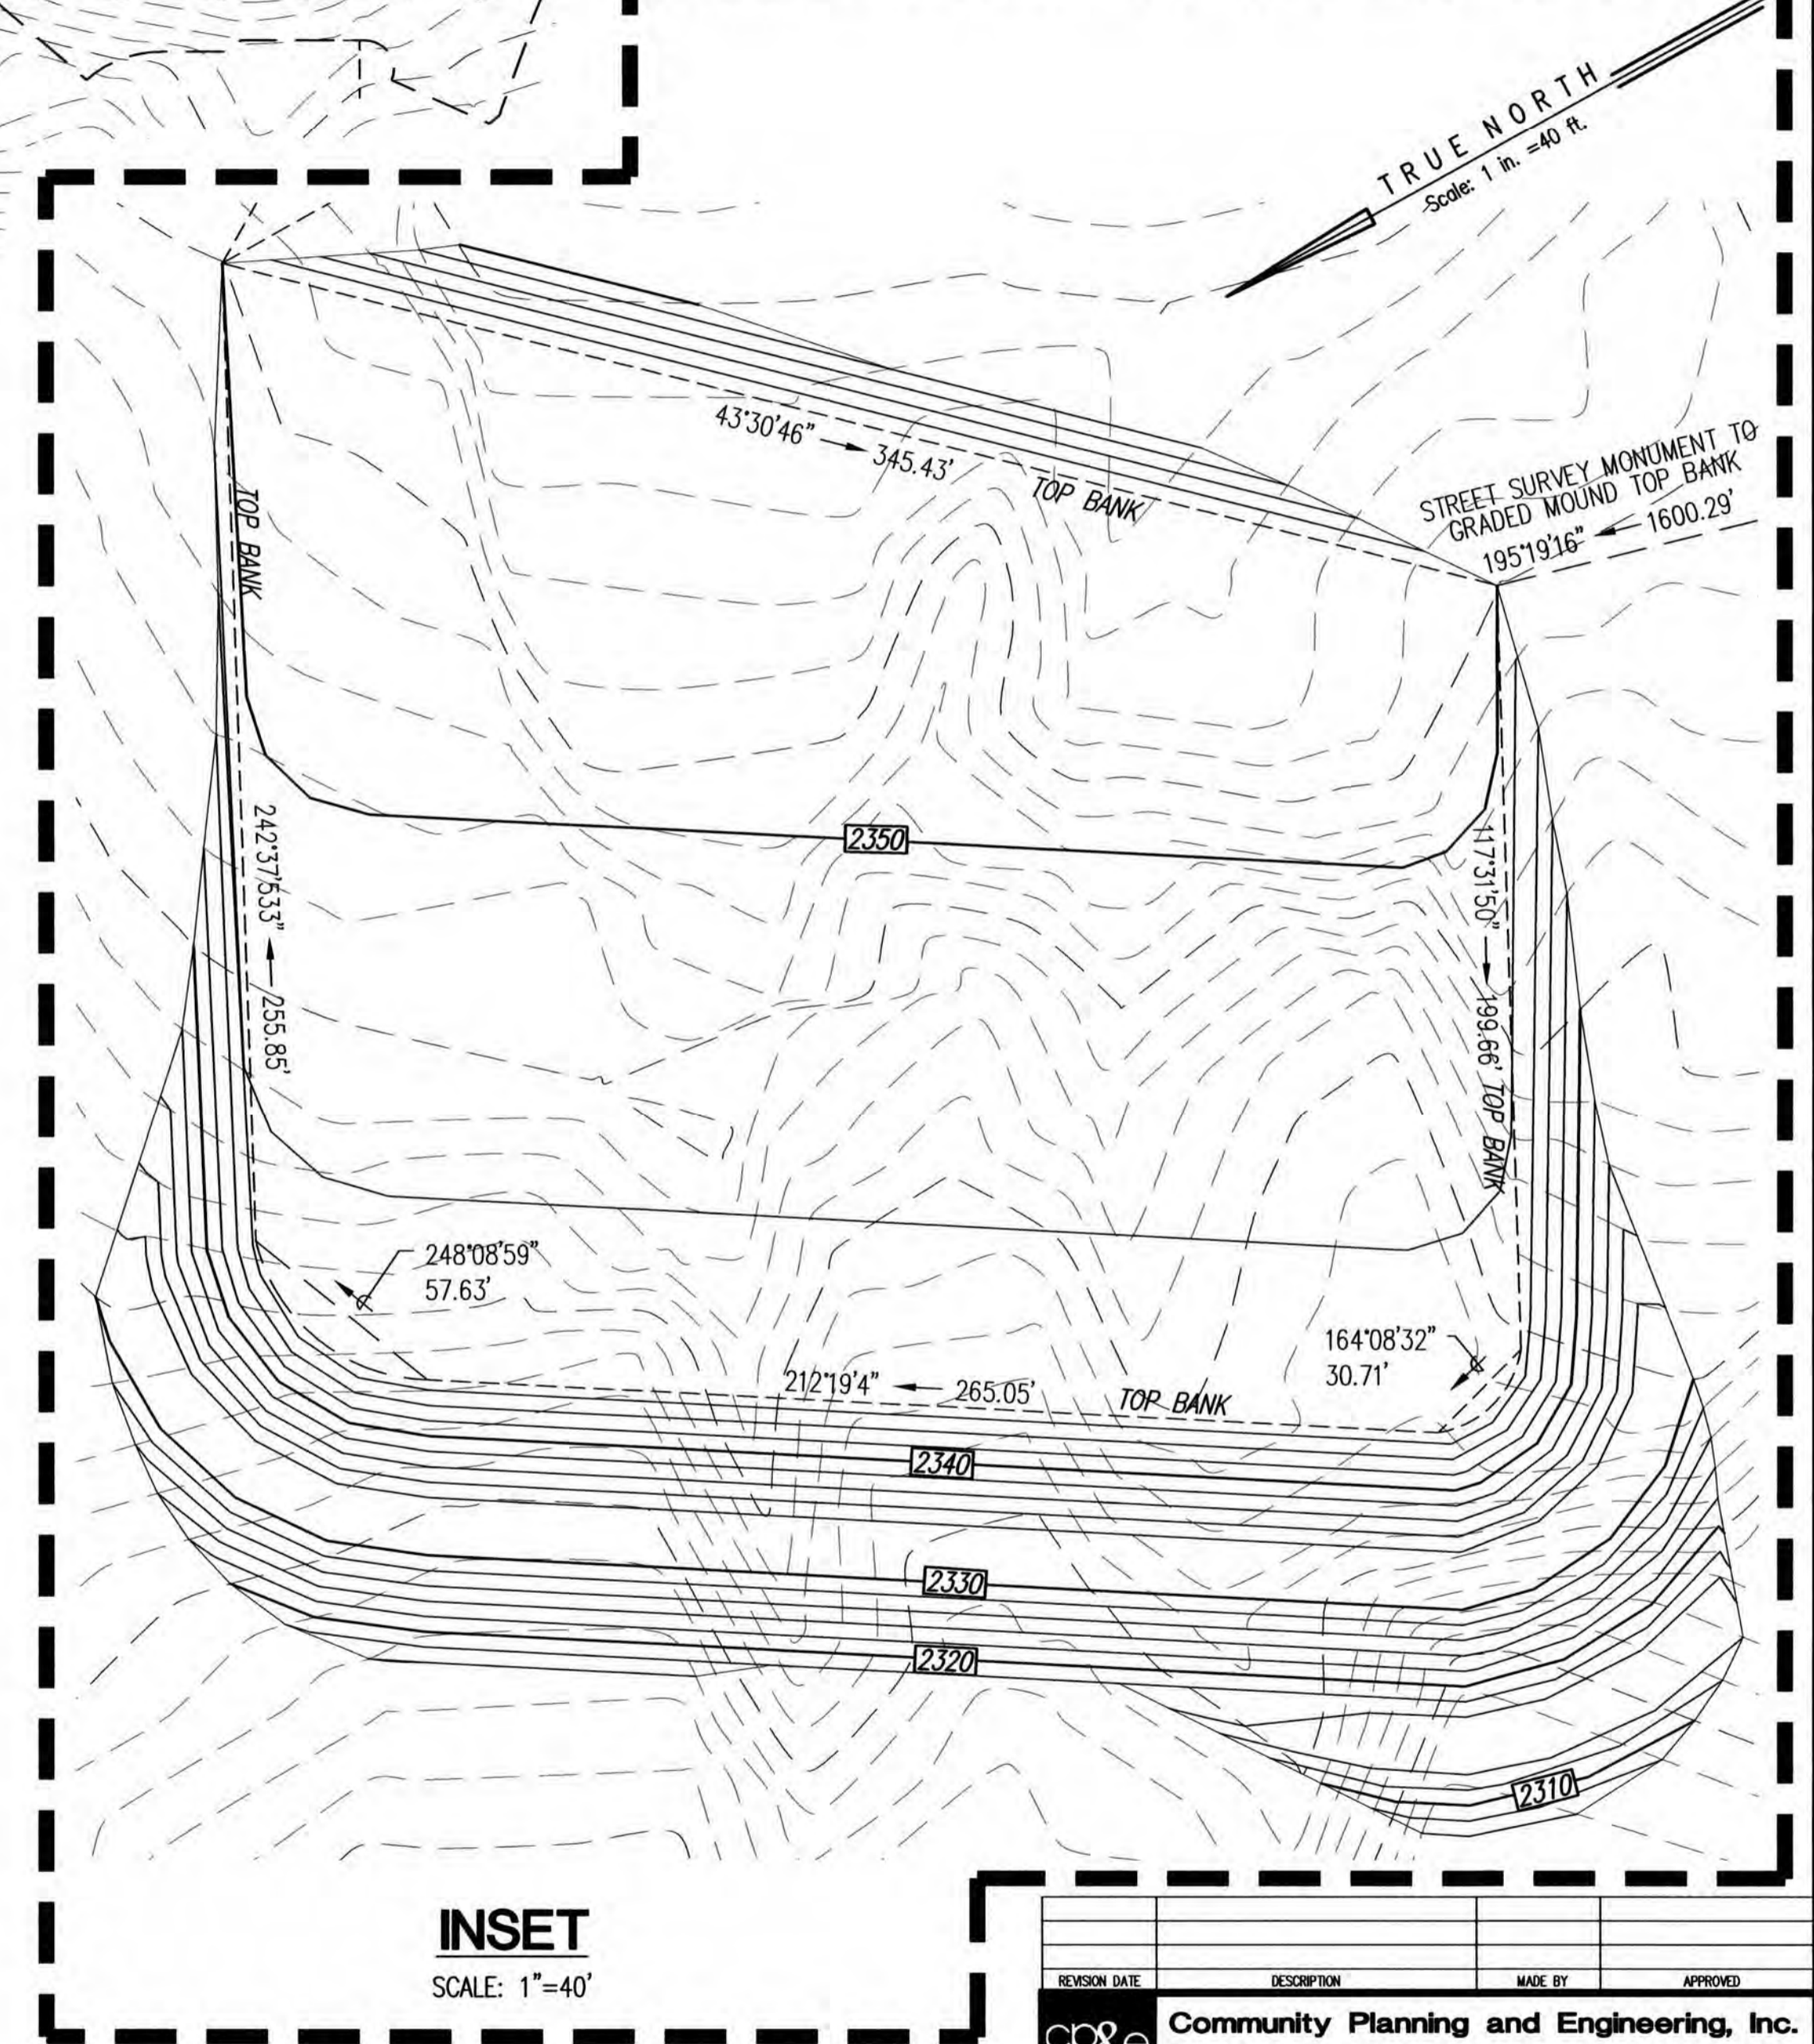 TRUE NORTH
Scale: 1 in. =40 ft.
43°30'46" 345.43'
TOP BANK
STREET SURVEY MONUMENT TO
GRADED MOUND TOP BANK
195°19'16" 1600.29'
TOP BANK
242°37'533" 255.85'
2350
117°31'50" 199.66' TOP BANK
248°08'59"
57.63'
164°08'32"
30.71'
212°19'4" 265.05' TOP BANK
2340
2330
2320
2310
INSET
SCALE: 1"=40'
REVISION DATE DESCRIPTION MADE BY APPROVED
cp&e Community Planning and Engineering, Inc.